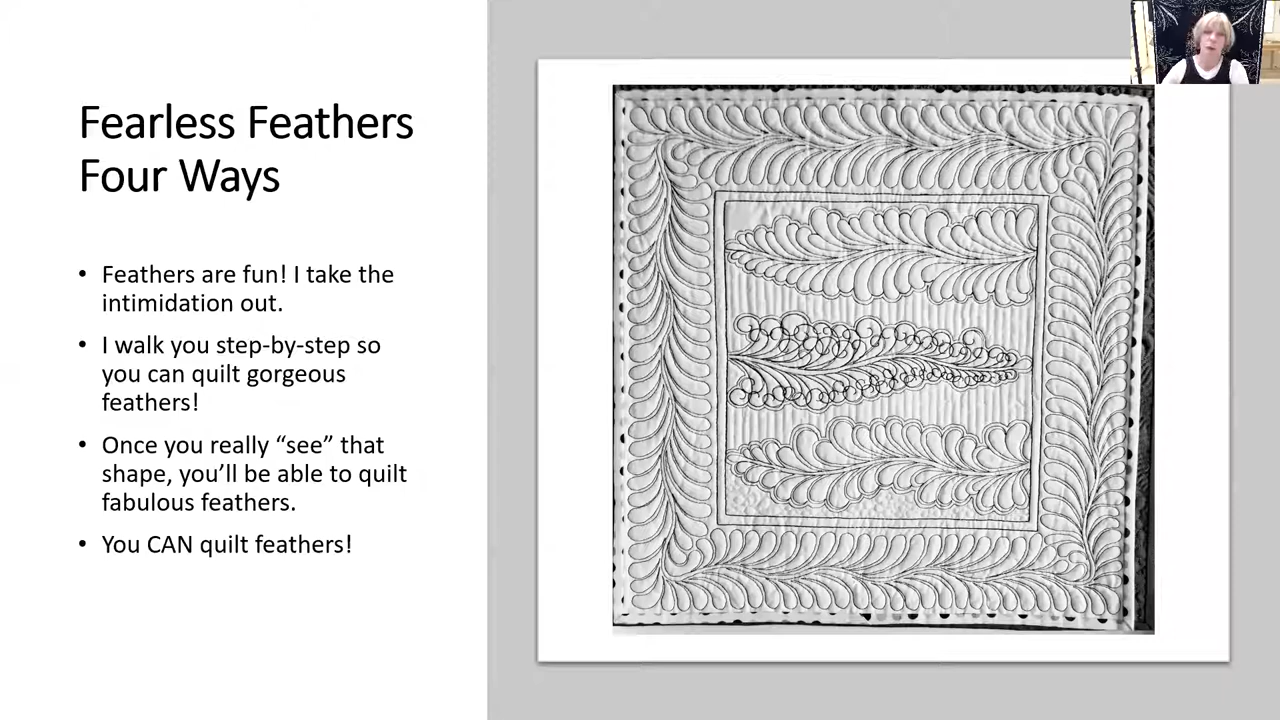 Fearless Feathers
Four Ways
• Feathers are fun! I take the
intimidation out.
• I walk you step-by-step so
you can quilt gorgeous
feathers!
• Once you really “see” that
shape, you’ll be able to quilt
fabulous feathers.
• You CAN quilt feathers!